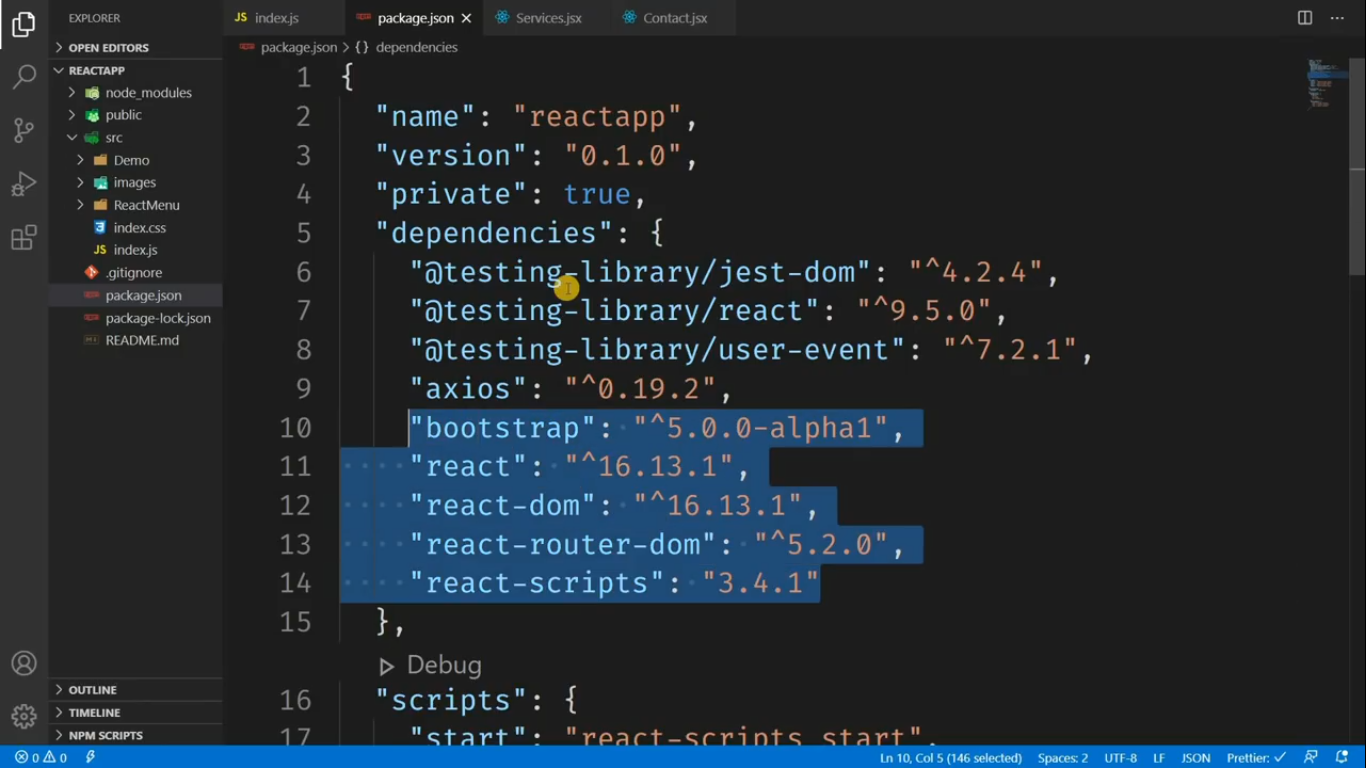 EXPLORER
OPEN EDITORS
REACTAPP
node_modules
public
src
Demo
images
ReactMenu
index.css
JS index.js
.gitignore
package.json
package-lock.json
README.md
OUTLINE
TIMELINE
NPM SCRIPTS
JS index.js package.json Services.jsx Contact.jsx
package.json > {} dependencies
1 {
2 "name": "reactapp",
3 "version": "0.1.0",
4 "private": true,
5 "dependencies": {
6 "@testing-library/jest-dom": "^4.2.4",
7 "@testing-library/react": "^9.5.0",
8 "@testing-library/user-event": "^7.2.1",
9 "axios": "^0.19.2",
10 "bootstrap": "^5.0.0-alpha1",
11 "react": "^16.13.1",
12 "react-dom": "^16.13.1",
13 "react-router-dom": "^5.2.0",
14 "react-scripts": "3.4.1"
15 },
Debug
16 "scripts": {
17 "start": "react-scripts start",
0 0 Ln 10, Col 5 (146 selected) Spaces: 2 UTF-8 LF JSON Prettier: ✓